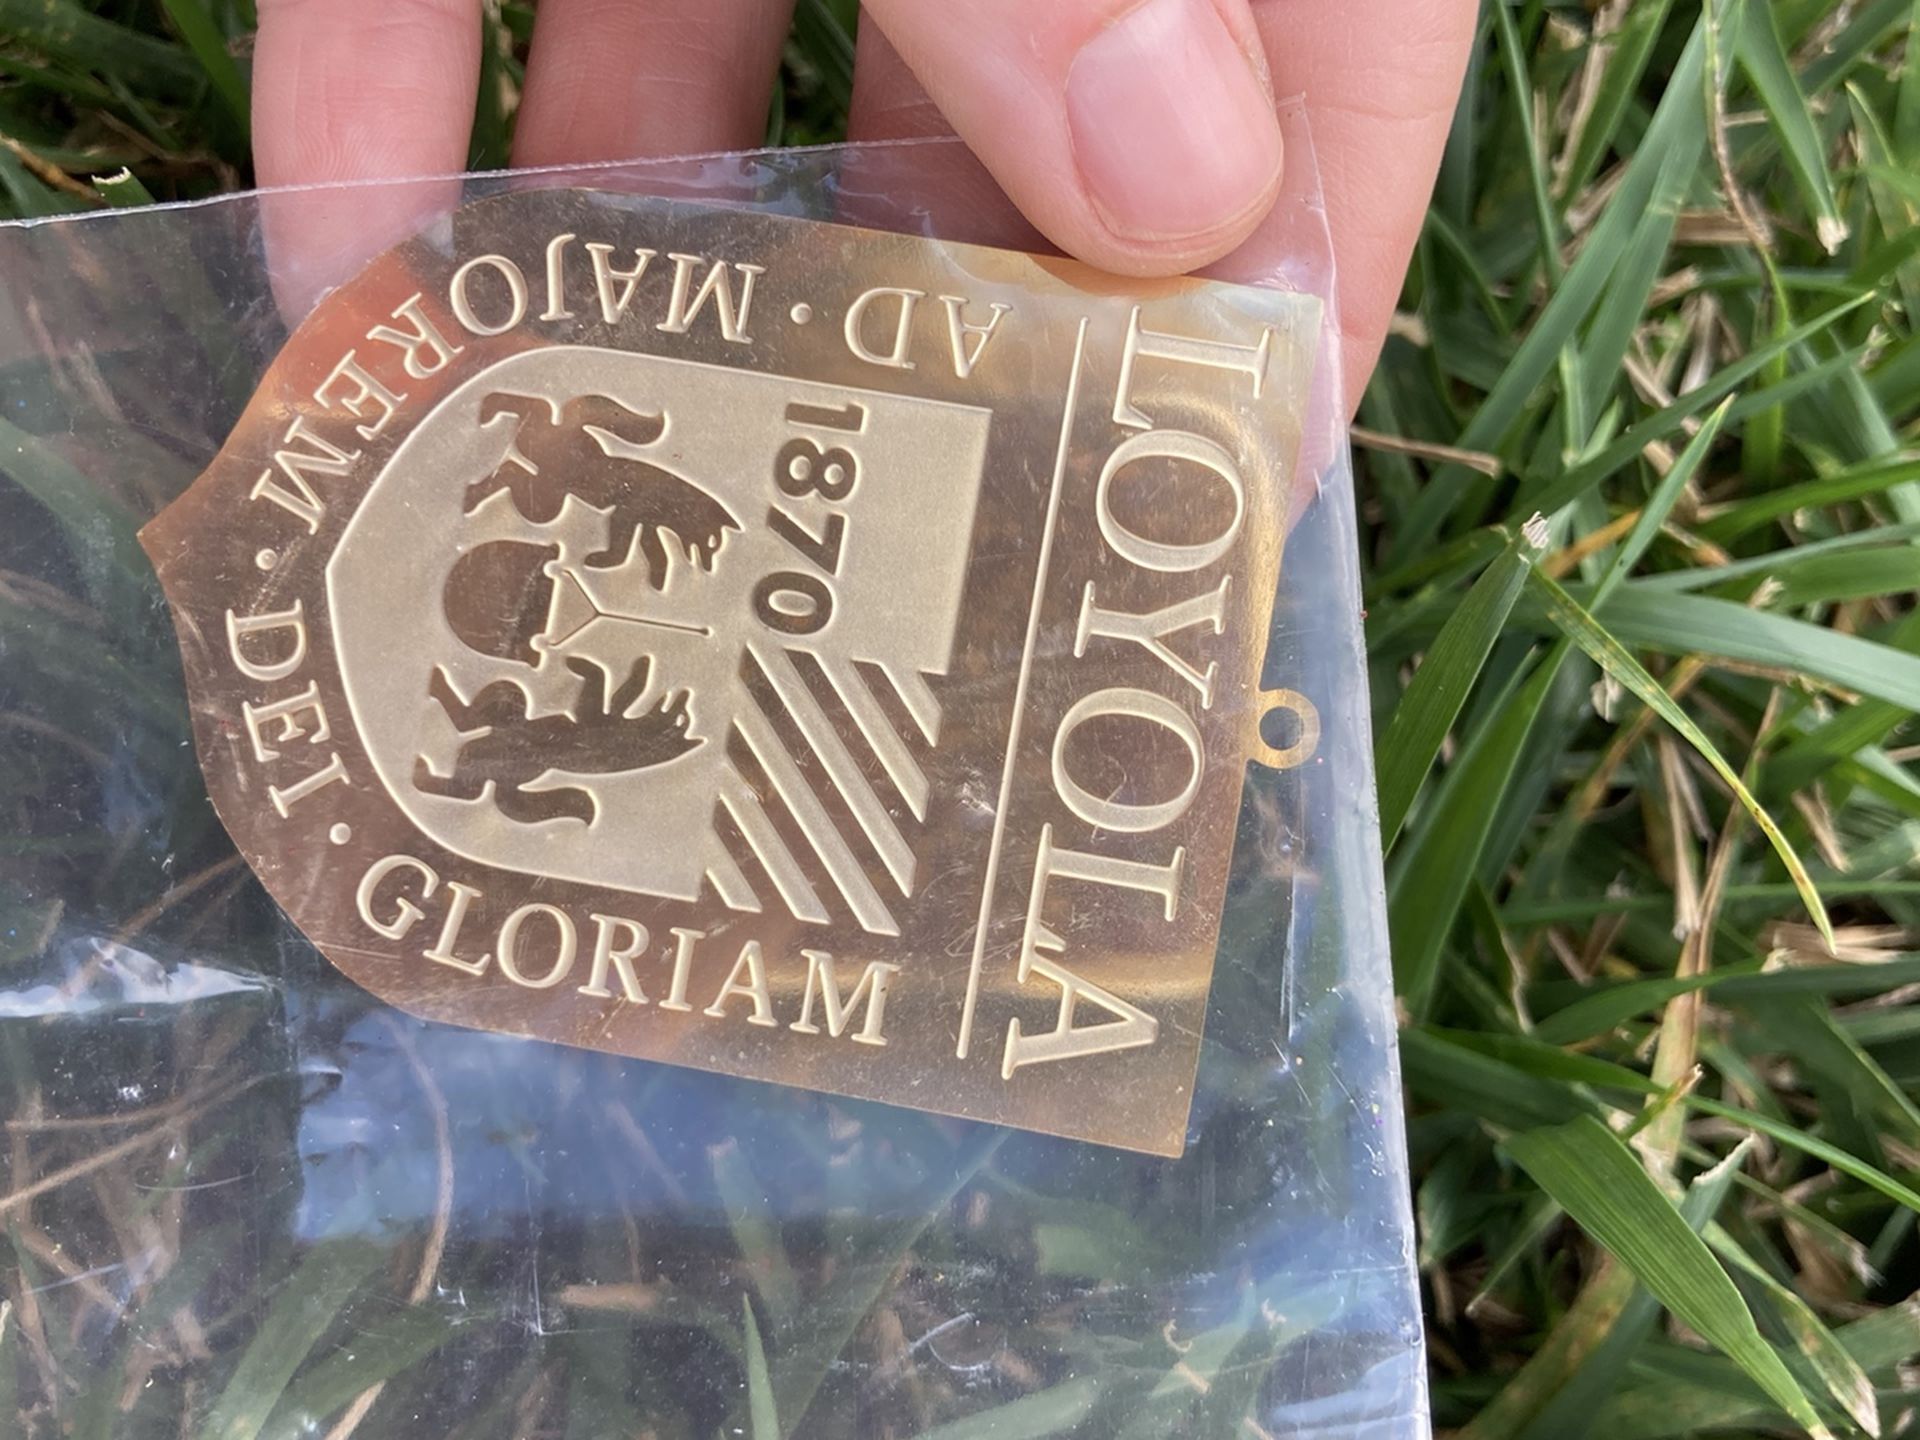 LOYOLA
1870
AD · MAJOREM · DEI · GLORIAM